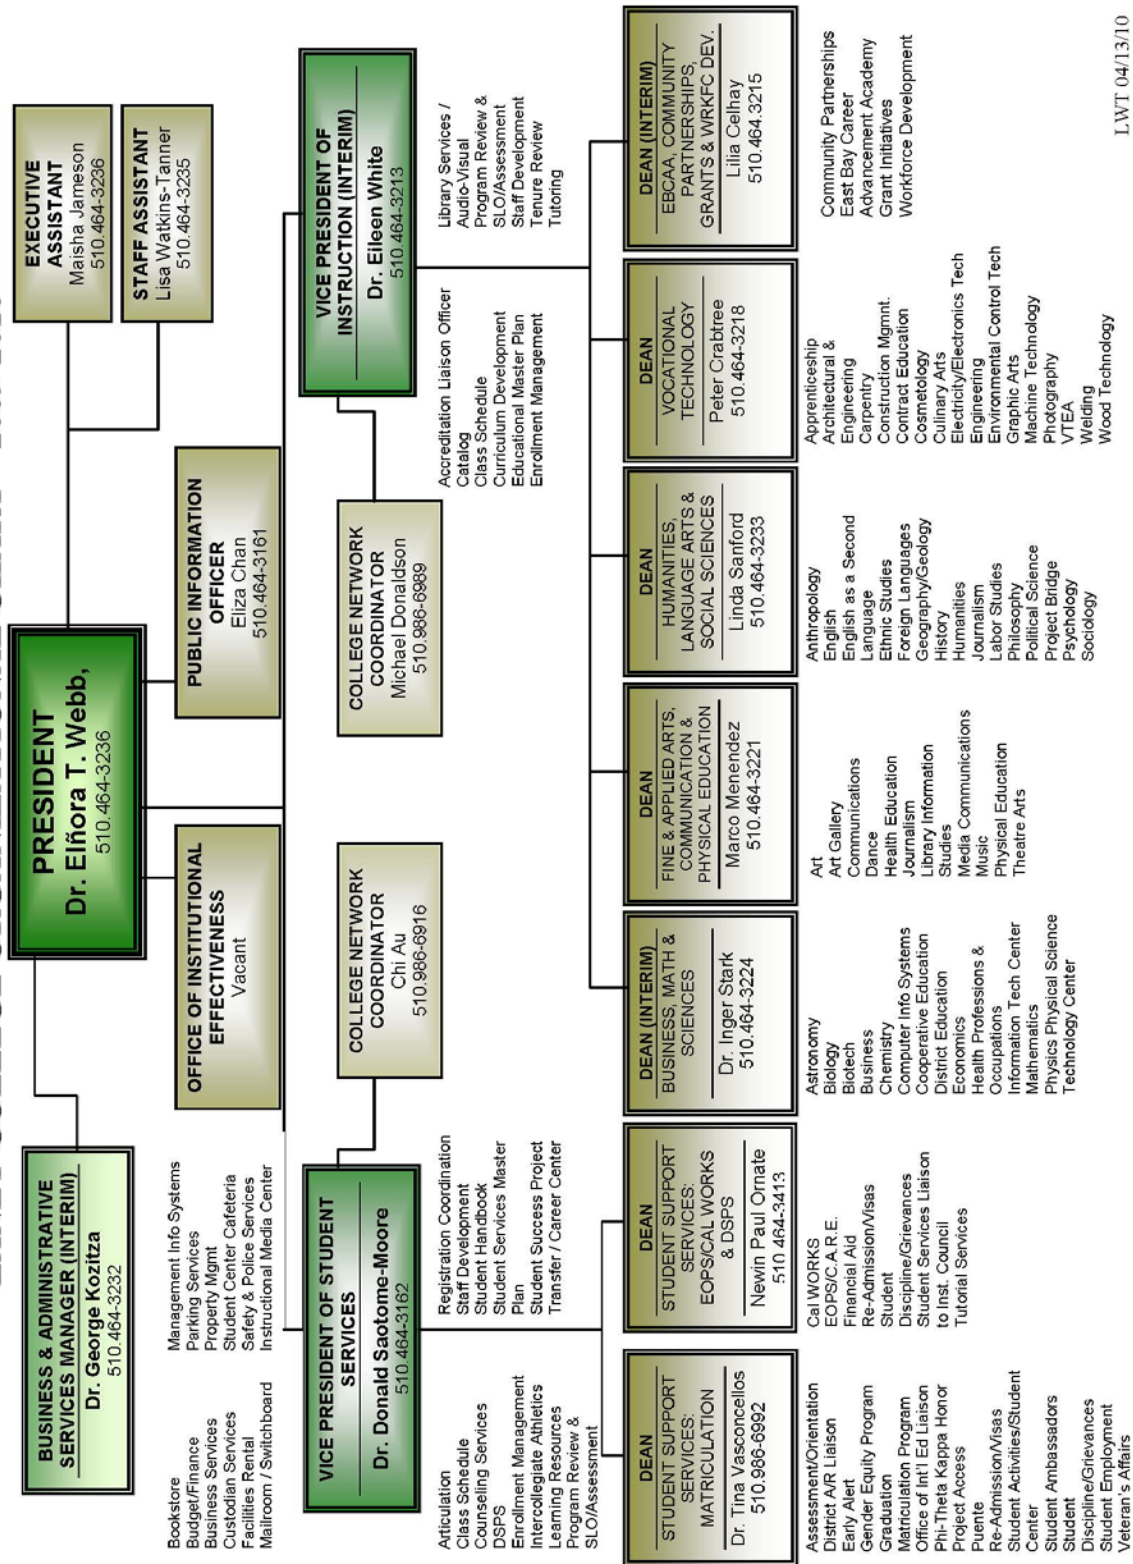 PRESIDENT
Dr. Elñora T. Webb,
510.464-3236
EXECUTIVE
ASSISTANT
Maisha Jameson
510.464-3236
STAFF ASSISTANT
Lisa Watkins-Tanner
510.464-3235
BUSINESS & ADMINISTRATIVE
SERVICES MANAGER (INTERIM)
Dr. George Kozitza
510.464-3232
Bookstore
Budget/Finance
Business Services
Custodian Services
Facilities Rental
Mailroom / Switchboard
Management Info Systems
Parking Services
Property Mgmt
Student Center Cafeteria
Safety & Police Services
Instructional Media Center
OFFICE OF INSTITUTIONAL
EFFECTIVENESS
Vacant
PUBLIC INFORMATION
OFFICER
Eliza Chan
510.464-3161
VICE PRESIDENT OF STUDENT
SERVICES
Dr. Donald Saotome-Moore
510.464-3162
COLLEGE NETWORK
COORDINATOR
Chi Au
510.986-6916
COLLEGE NETWORK
COORDINATOR
Michael Donaldson
510.986-6989
VICE PRESIDENT OF
INSTRUCTION (INTERIM)
Dr. Eileen White
510.464-3213
Articulation
Class Schedule
Counseling Services
DSPS
Enrollment Management
Intercollegiate Athletics
Learning Resources
Program Review &
SLO/Assessment
Registration Coordination
Staff Development
Student Handbook
Student Services Master
Plan
Student Success Project
Transfer / Career Center
Accreditation Liaison Officer
Catalog
Class Schedule
Curriculum Development
Educational Master Plan
Enrollment Management
Library Services /
Audio-Visual
Program Review &
SLO/Assessment
Staff Development
Tenure Review
Tutoring
DEAN
STUDENT SUPPORT
SERVICES:
MATRICULATION
Dr. Tina Vasconcellos
510.986-6992
Assessment/Orientation
District A/R Liaison
Early Alert
Gender Equity Program
Graduation
Matriculation Program
Office of Int'l Ed Liaison
Phi-Theta Kappa Honor
Project Access
Puente
Re-Admission/Visas
Student Activities/Student
Center
Student Ambassadors
Student
Discipline/Grievances
Student Employment
Veteran's Affairs
DEAN
STUDENT SUPPORT
SERVICES:
EOPS/CAL WORKS
& DSPS
Newin Paul Ornate
510 464-3413
Cal WORKS
EOPS/C.A.R.E.
Financial Aid
Re-Admission/Visas
Student
Discipline/Grievances
Student Services Liaison
to Inst. Council
Tutorial Services
DEAN (INTERIM)
BUSINESS, MATH &
SCIENCES
Dr. Inger Stark
510.464-3224
Astronomy
Biology
Biotech
Business
Chemistry
Computer Info Systems
Cooperative Education
District Education
Economics
Health Professions &
Occupations
Information Tech Center
Mathematics
Physics Physical Science
Technology Center
DEAN
FINE & APPLIED ARTS,
COMMUNICATION &
PHYSICAL EDUCATION
Marco Menendez
510.464-3221
Art
Art Gallery
Communications
Dance
Health Education
Journalism
Library Information
Studies
Media Communications
Music
Physical Education
Theatre Arts
DEAN
HUMANITIES,
LANGUAGE ARTS &
SOCIAL SCIENCES
Linda Sanford
510.464-3233
Anthropology
English
English as a Second
Language
Ethnic Studies
Foreign Languages
Geography/Geology
History
Humanities
Journalism
Labor Studies
Philosophy
Political Science
Project Bridge
Psychology
Sociology
DEAN
VOCATIONAL
TECHNOLOGY
Peter Crabtree
510.464-3218
Apprenticeship
Architectural &
Engineering
Carpentry
Construction Mgmnt.
Contract Education
Cosmetology
Culinary Arts
Electricity/Electronics Tech
Engineering
Environmental Control Tech
Graphic Arts
Machine Technology
Photography
VTEA
Welding
Wood Technology
DEAN (INTERIM)
EBCAA, COMMUNITY
PARTNERSHIPS,
GRANTS & WRKFC DEV.
Lilia Celhay
510.464.3215
Community Partnerships
East Bay Career
Advancement Academy
Grant Initiatives
Workforce Development
LWT 04/13/10